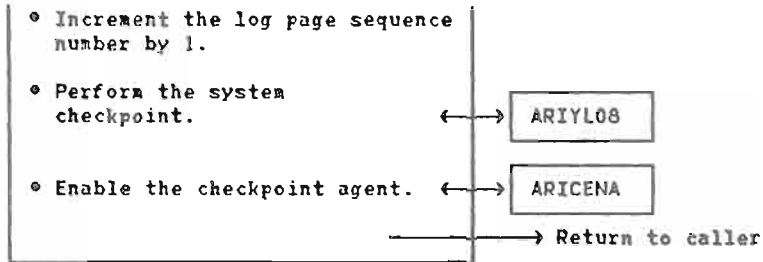 • Increment the log page sequence
number by 1.
• Perform the system
checkpoint.
ARIYL08
• Enable the checkpoint agent.
ARICENA
Return to caller